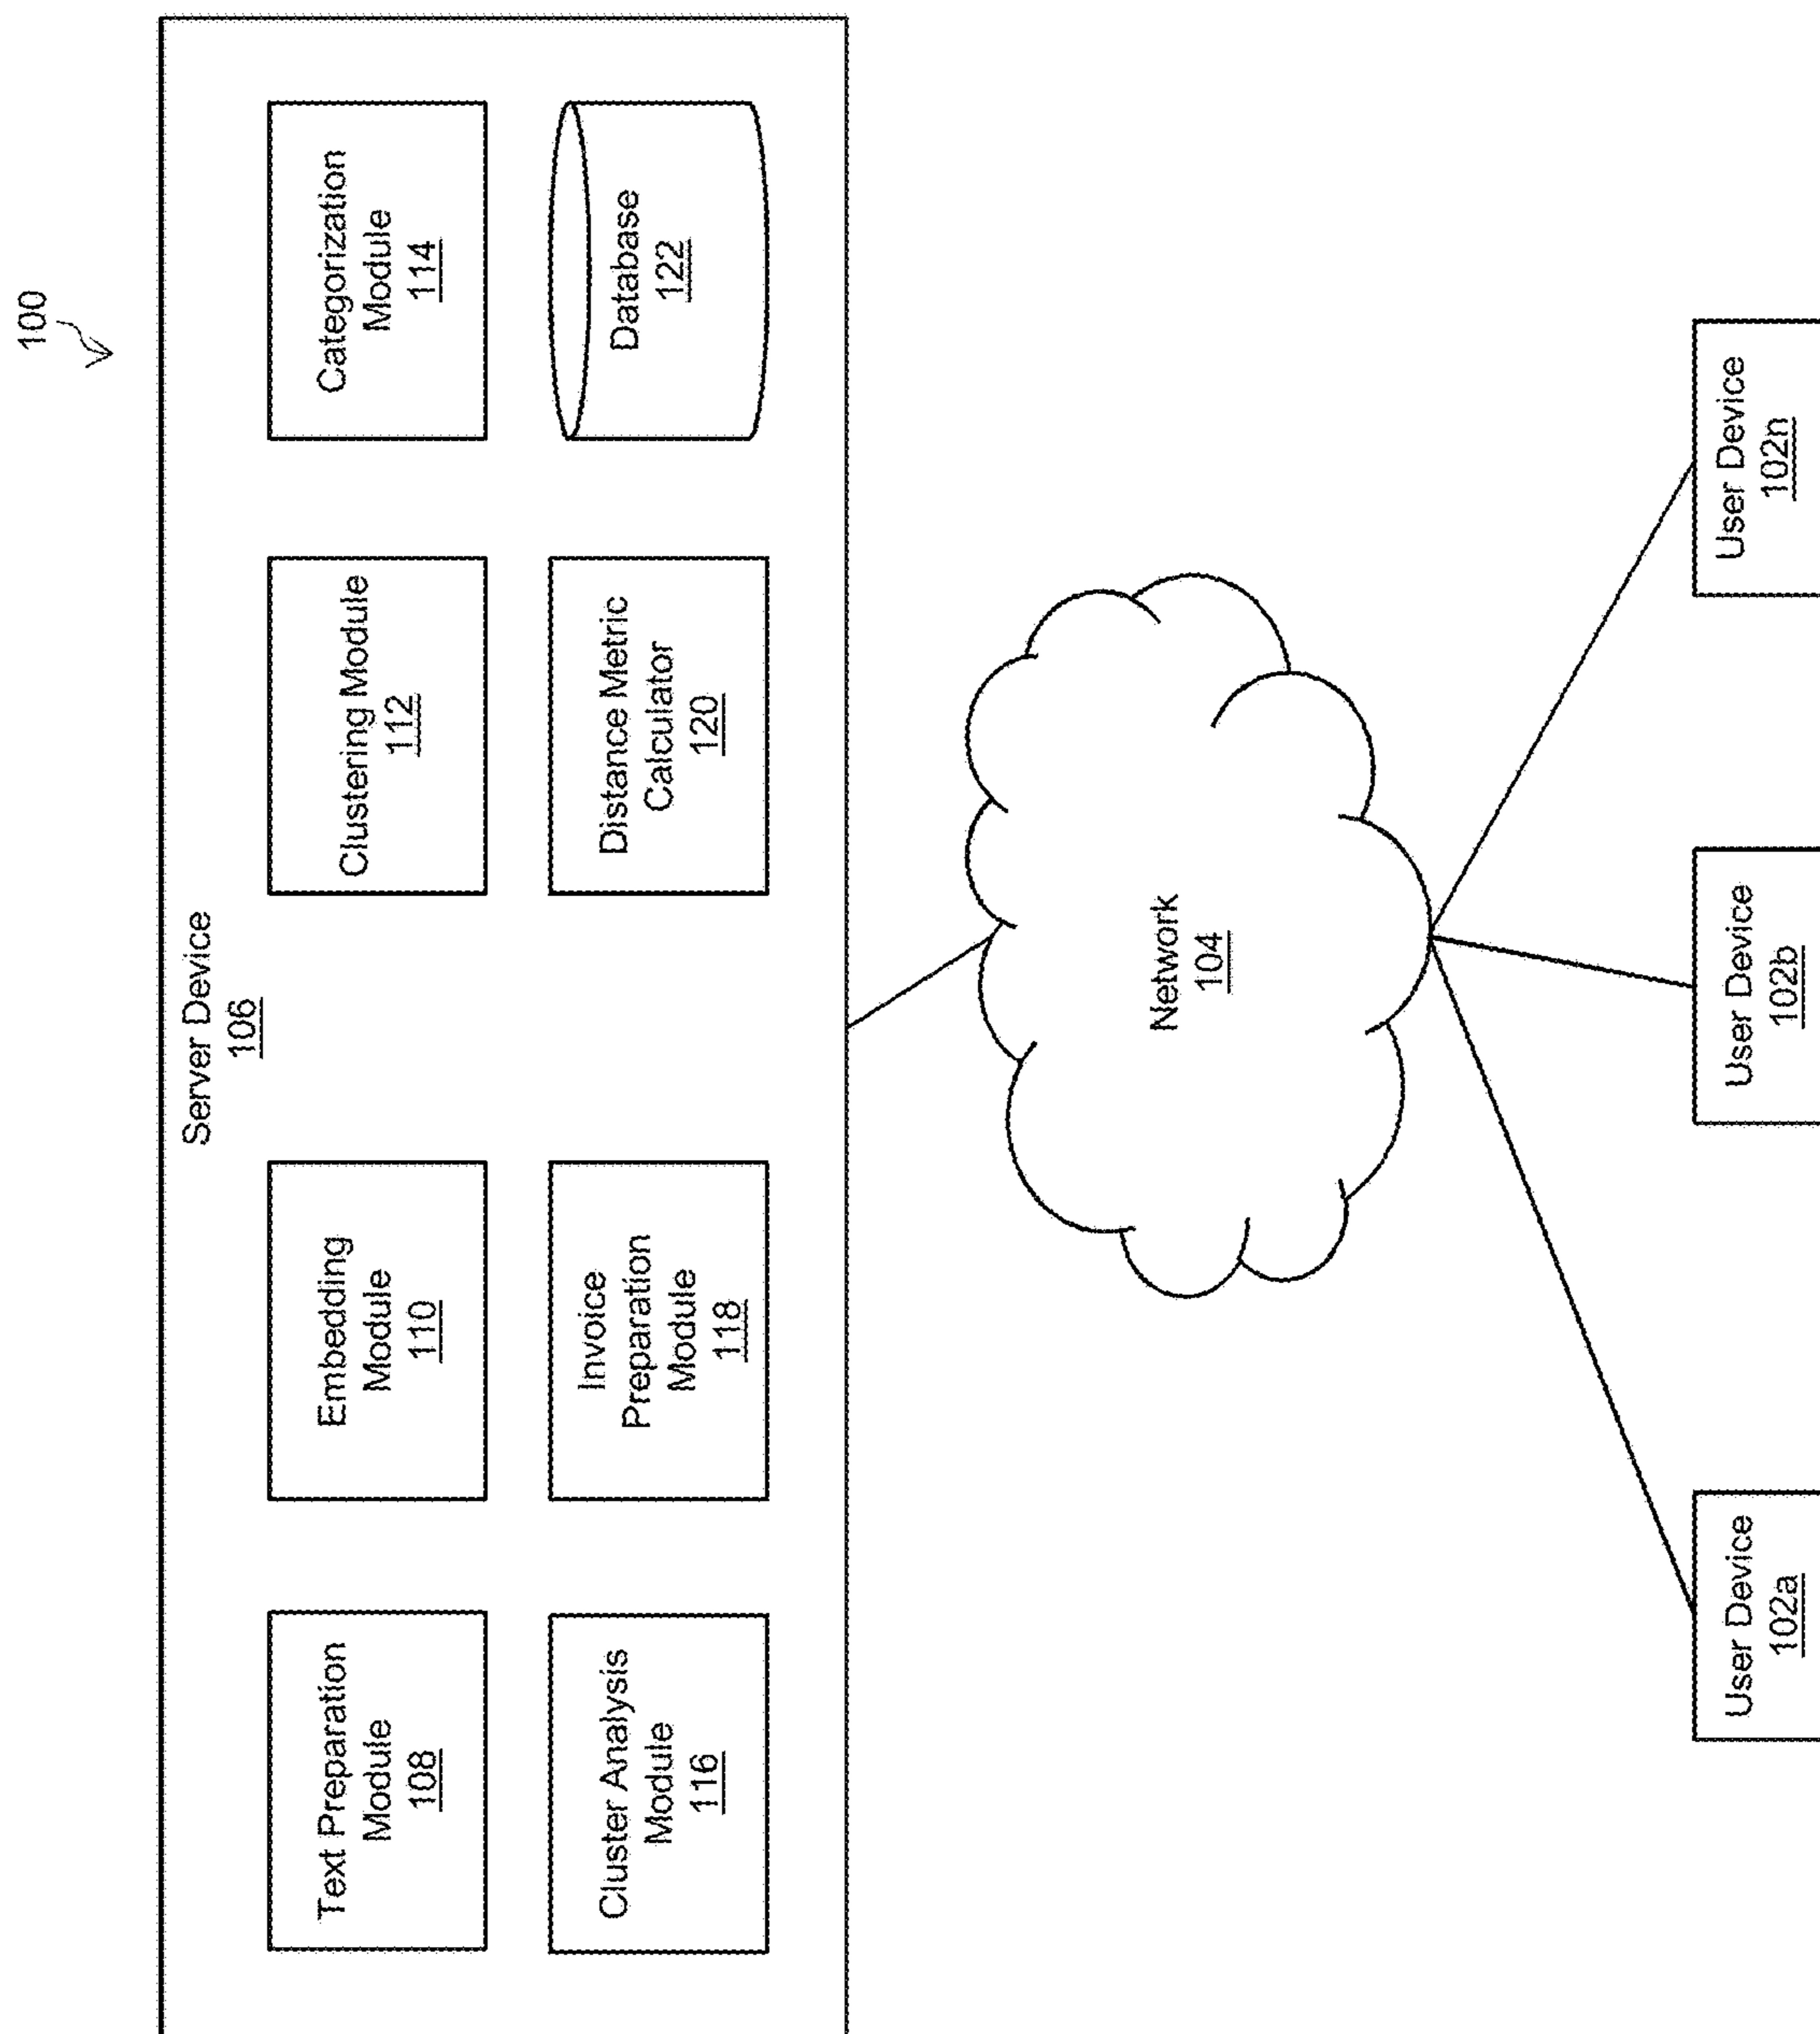 100
Server Device
106
Text Preparation
Module
108
Embedding
Module
110
Clustering Module
112
Categorization
Module
114
Cluster Analysis
Module
116
Invoice
Preparation
Module
118
Distance Metric
Calculator
120
Database
122
Network
104
User Device
102a
User Device
102b
User Device
102n